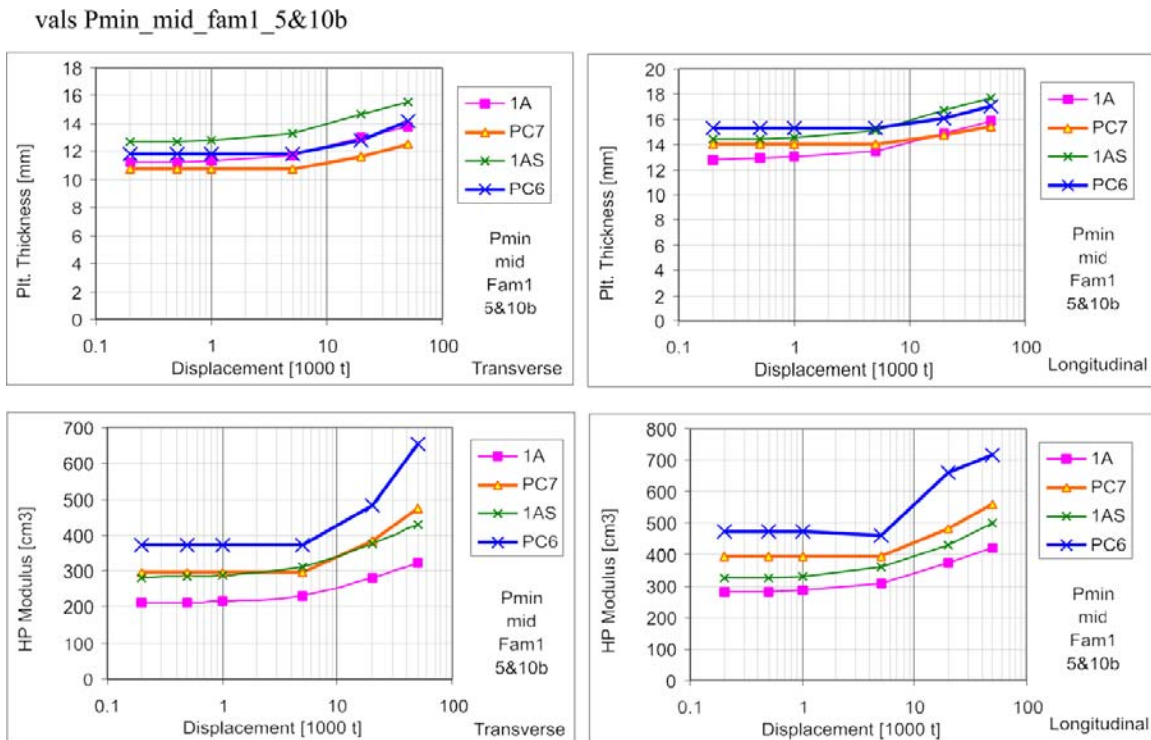 vals Pmin_mid_fam1_5&10b
18
16
14
12
10
8
6
4
2
0
Plt. Thickness [mm]
0.1
1
10
100
Displacement [1000 t]
Transverse
1A
PC7
1AS
PC6
Pmin
mid
Fam1
5&10b
20
18
16
14
12
10
8
6
4
2
0
Plt. Thickness [mm]
0.1
1
10
100
Displacement [1000 t]
Longitudinal
1A
PC7
1AS
PC6
Pmin
mid
Fam1
5&10b
700
600
500
400
300
200
100
0
HP Modulus [cm3]
0.1
1
10
100
Displacement [1000 t]
Transverse
1A
PC7
1AS
PC6
Pmin
mid
Fam1
5&10b
800
700
600
500
400
300
200
100
0
HP Modulus [cm3]
0.1
1
10
100
Displacement [1000 t]
Longitudinal
1A
PC7
1AS
PC6
Pmin
mid
Fam1
5&10b